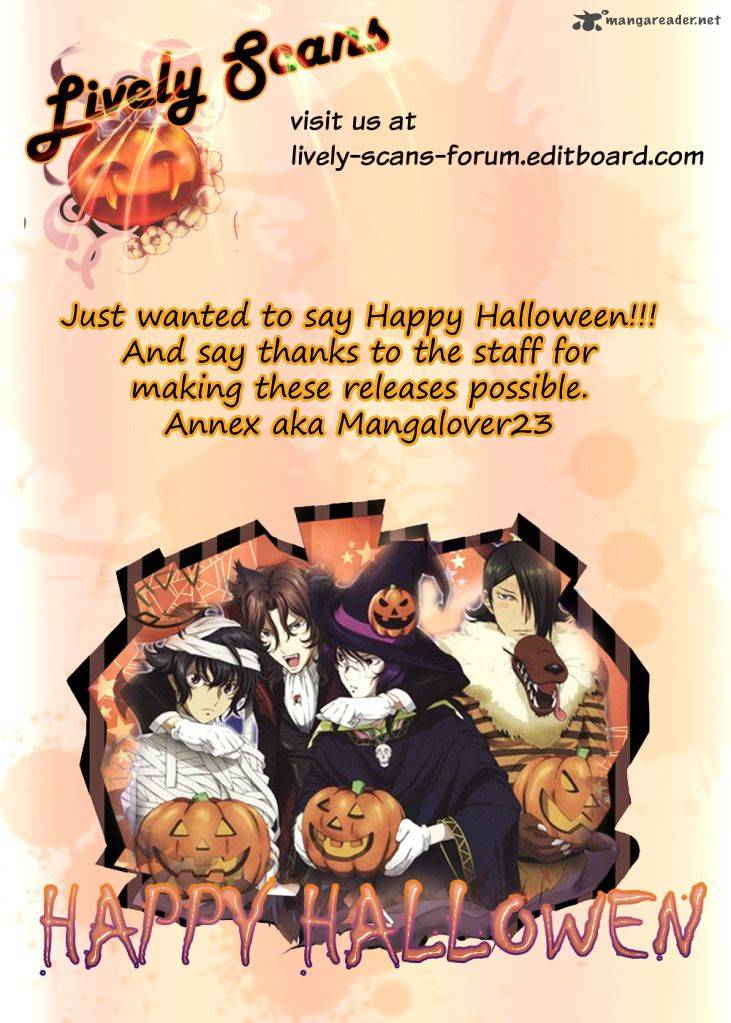 mangareader.net
Lively Scans
visit us at
lively-scans-forum.editboard.com
Just wanted to say Happy Halloween!!!
And say thanks to the staff for
making these releases possible.
Annex aka Mangalover23
HAPPY HALLOWEN